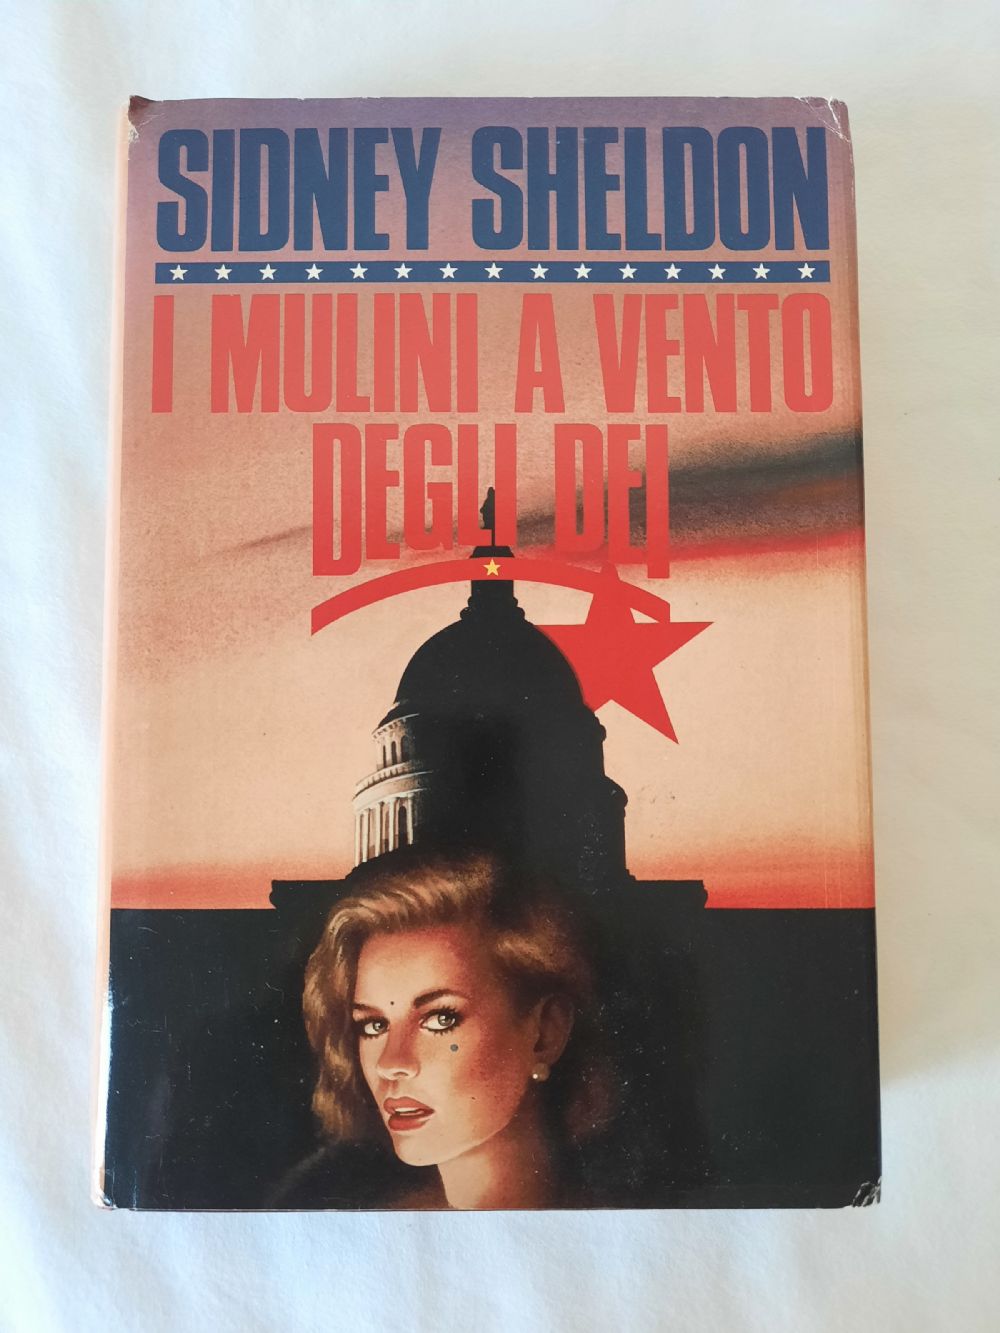 SIDNEY SHELDON
I MULINI A VENTO
DEGLI DEI